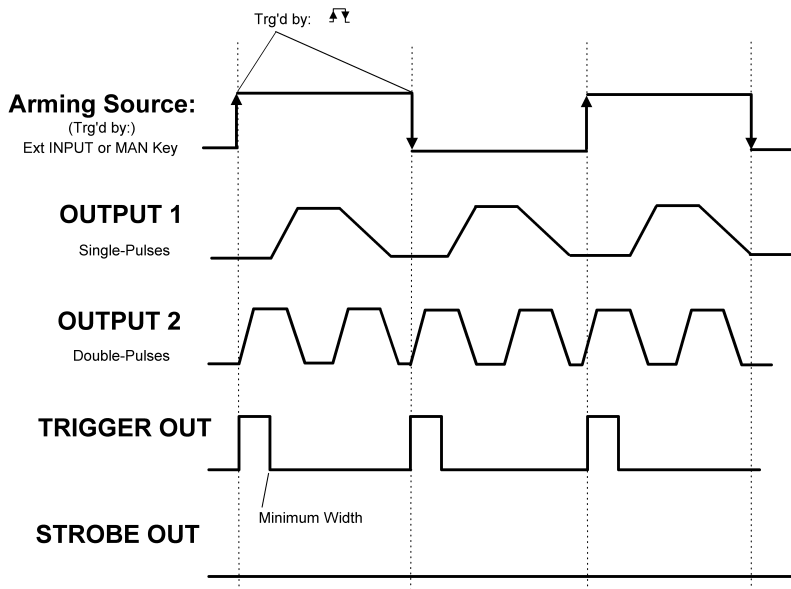 Trg'd by:
Arming Source:
(Trg'd by:)
Ext INPUT or MAN Key
OUTPUT 1
Single-Pulses
OUTPUT 2
Double-Pulses
TRIGGER OUT
Minimum Width
STROBE OUT